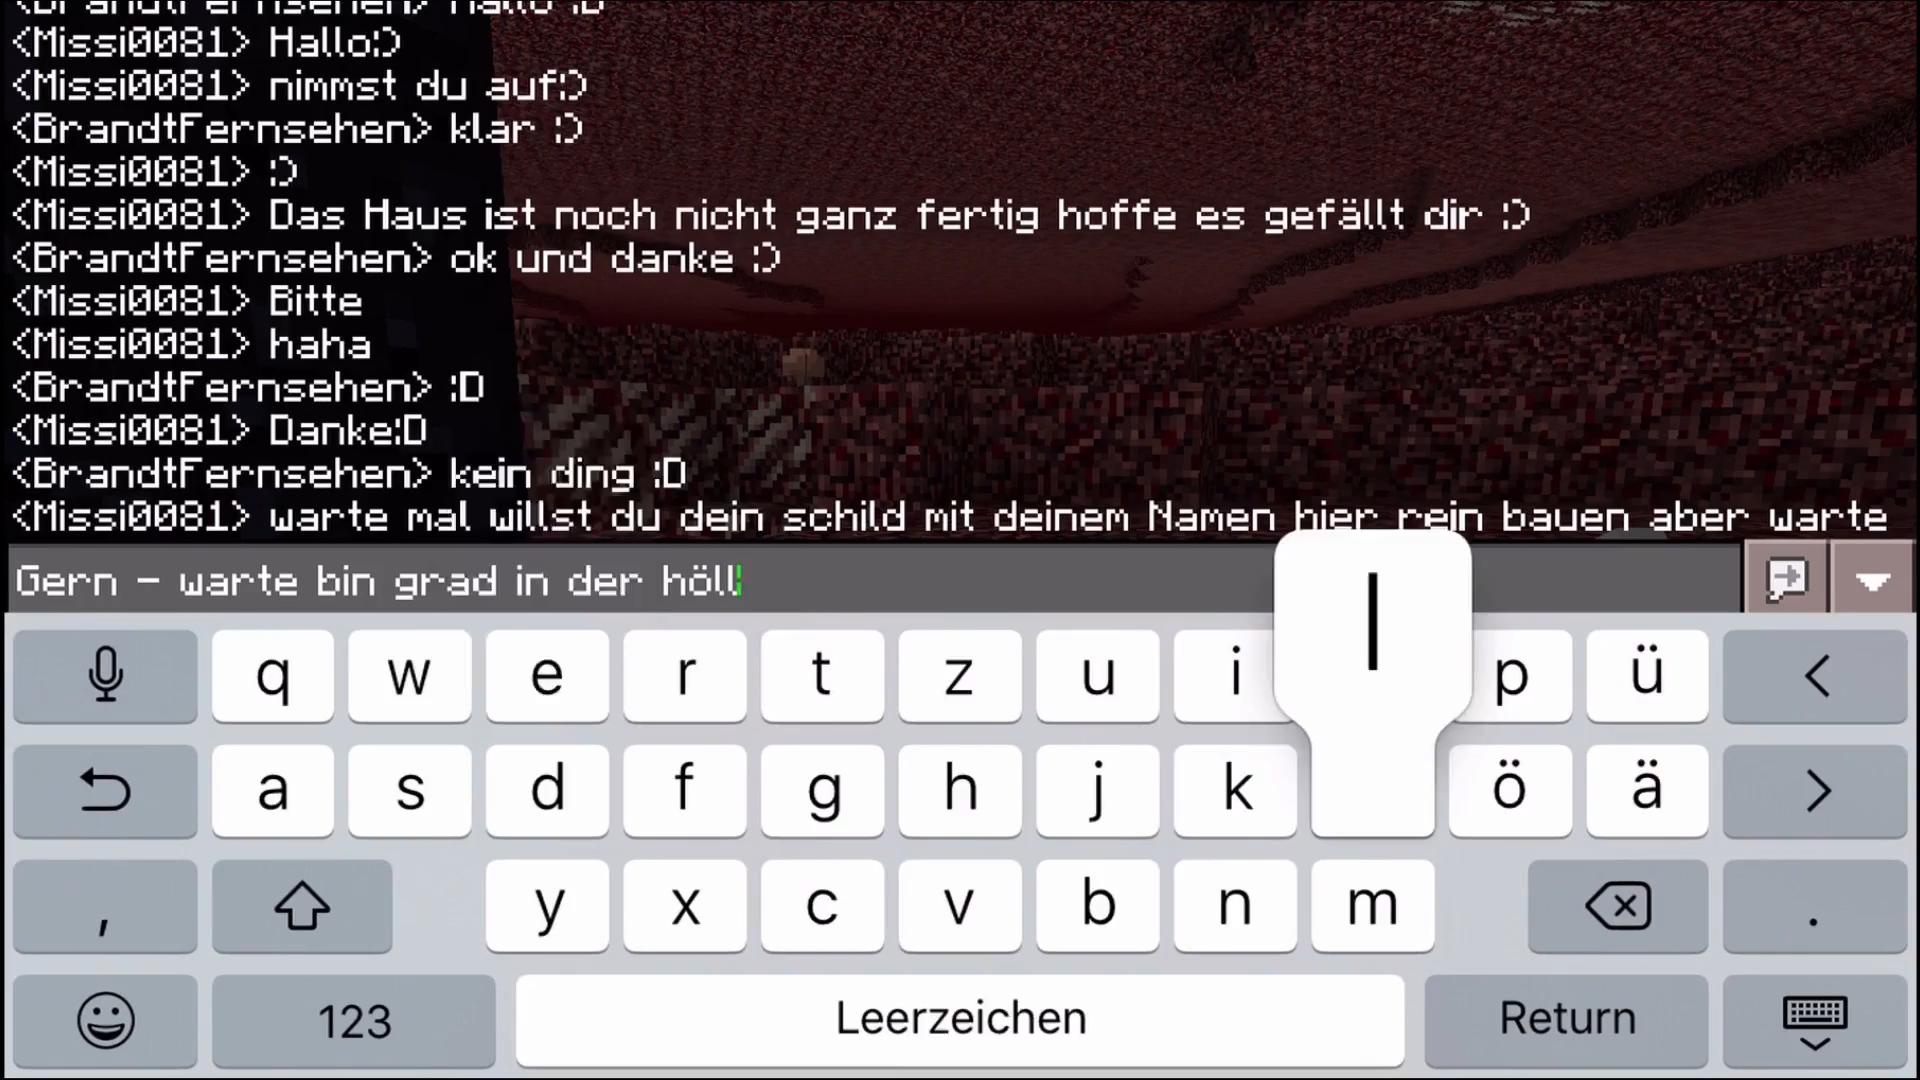 <BrandtFernsehen> Hallo :D
<Missi0081> Hallo:)
<Missi0081> nimmst du auf:)
<BrandtFernsehen> klar :)
<Missi0081> :)
<Missi0081> Das Haus ist noch nicht ganz fertig hoffe es gefällt dir :)
<BrandtFernsehen> ok und danke :)
<Missi0081> Bitte
<Missi0081> haha
<BrandtFernsehen> :D
<Missi0081> Danke:D
<BrandtFernsehen> kein ding :D
<Missi0081> warte mal willst du dein schild mit deinem Namen hier rein bauen aber warte
Gern - warte bin grad in der höll
l
q w e r t z u i p ü <
a s d f g h j k ö ä >
, y x c v b n m .
123 Leerzeichen Return